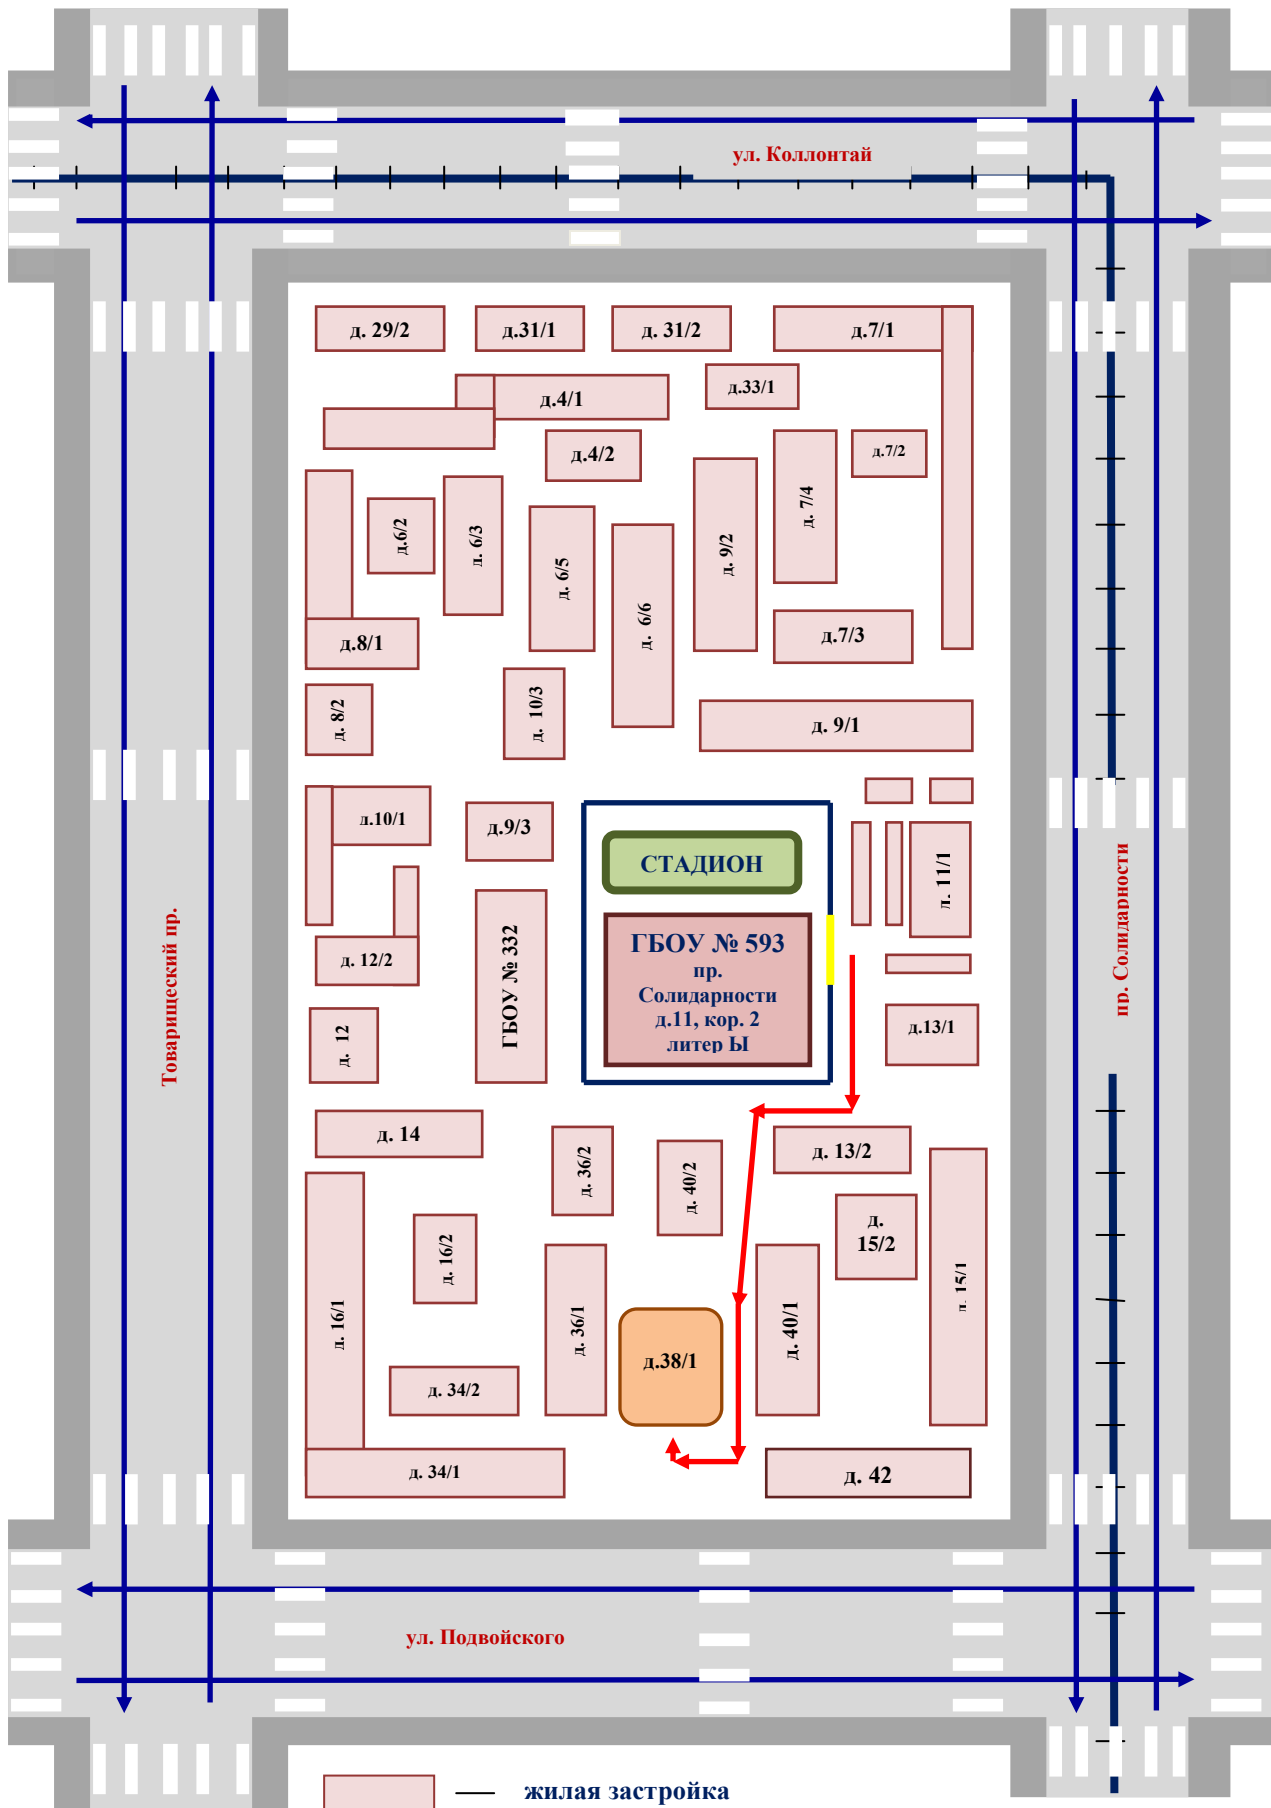 ул. Коллонтай
д. 29/2
д.31/1
д. 31/2
д.7/1
д.33/1
д.4/1
д.4/2
д.7/2
д. 7/4
д.6/2
д. 6/3
д. 6/5
д. 9/2
д. 6/6
д.7/3
д.8/1
д. 8/2
д. 10/3
д. 9/1
д.10/1
д.9/3
СТАДИОН
д. 11/1
пр. Солидарности
Товарищеский пр.
д. 12/2
ГБОУ № 332
ГБОУ № 593
пр.
Солидарности
д.11, кор. 2
литер Ы
д. 12
д.13/1
д. 14
д. 36/2
д. 40/2
д. 13/2
д. 16/2
д.
15/2
д. 16/1
д. 36/1
д.38/1
д. 40/1
д. 15/1
д. 34/2
д. 34/1
д. 42
ул. Подвойского
жилая застройка